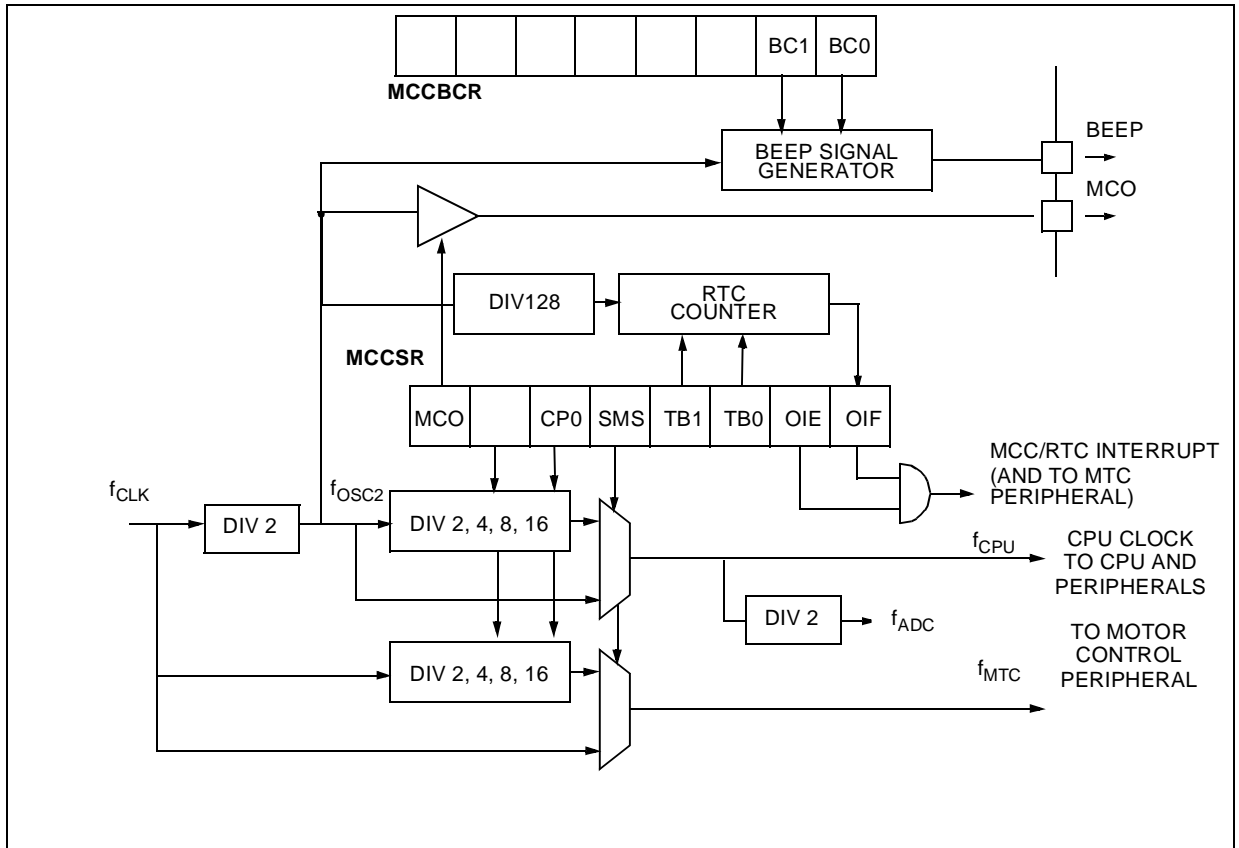 BC1 BC0
MCCBCR
BEEP SIGNAL
GENERATOR
BEEP
MCO
DIV128
RTC
COUNTER
MCCSR
MCO CP0 SMS TB1 TB0 OIE OIF
MCC/RTC INTERRUPT
(AND TO MTC
PERIPHERAL)
fCLK
DIV 2
fOSC2
DIV 2, 4, 8, 16
fCPU
CPU CLOCK
TO CPU AND
PERIPHERALS
DIV 2
fADC
DIV 2, 4, 8, 16
fMTC
TO MOTOR
CONTROL
PERIPHERAL